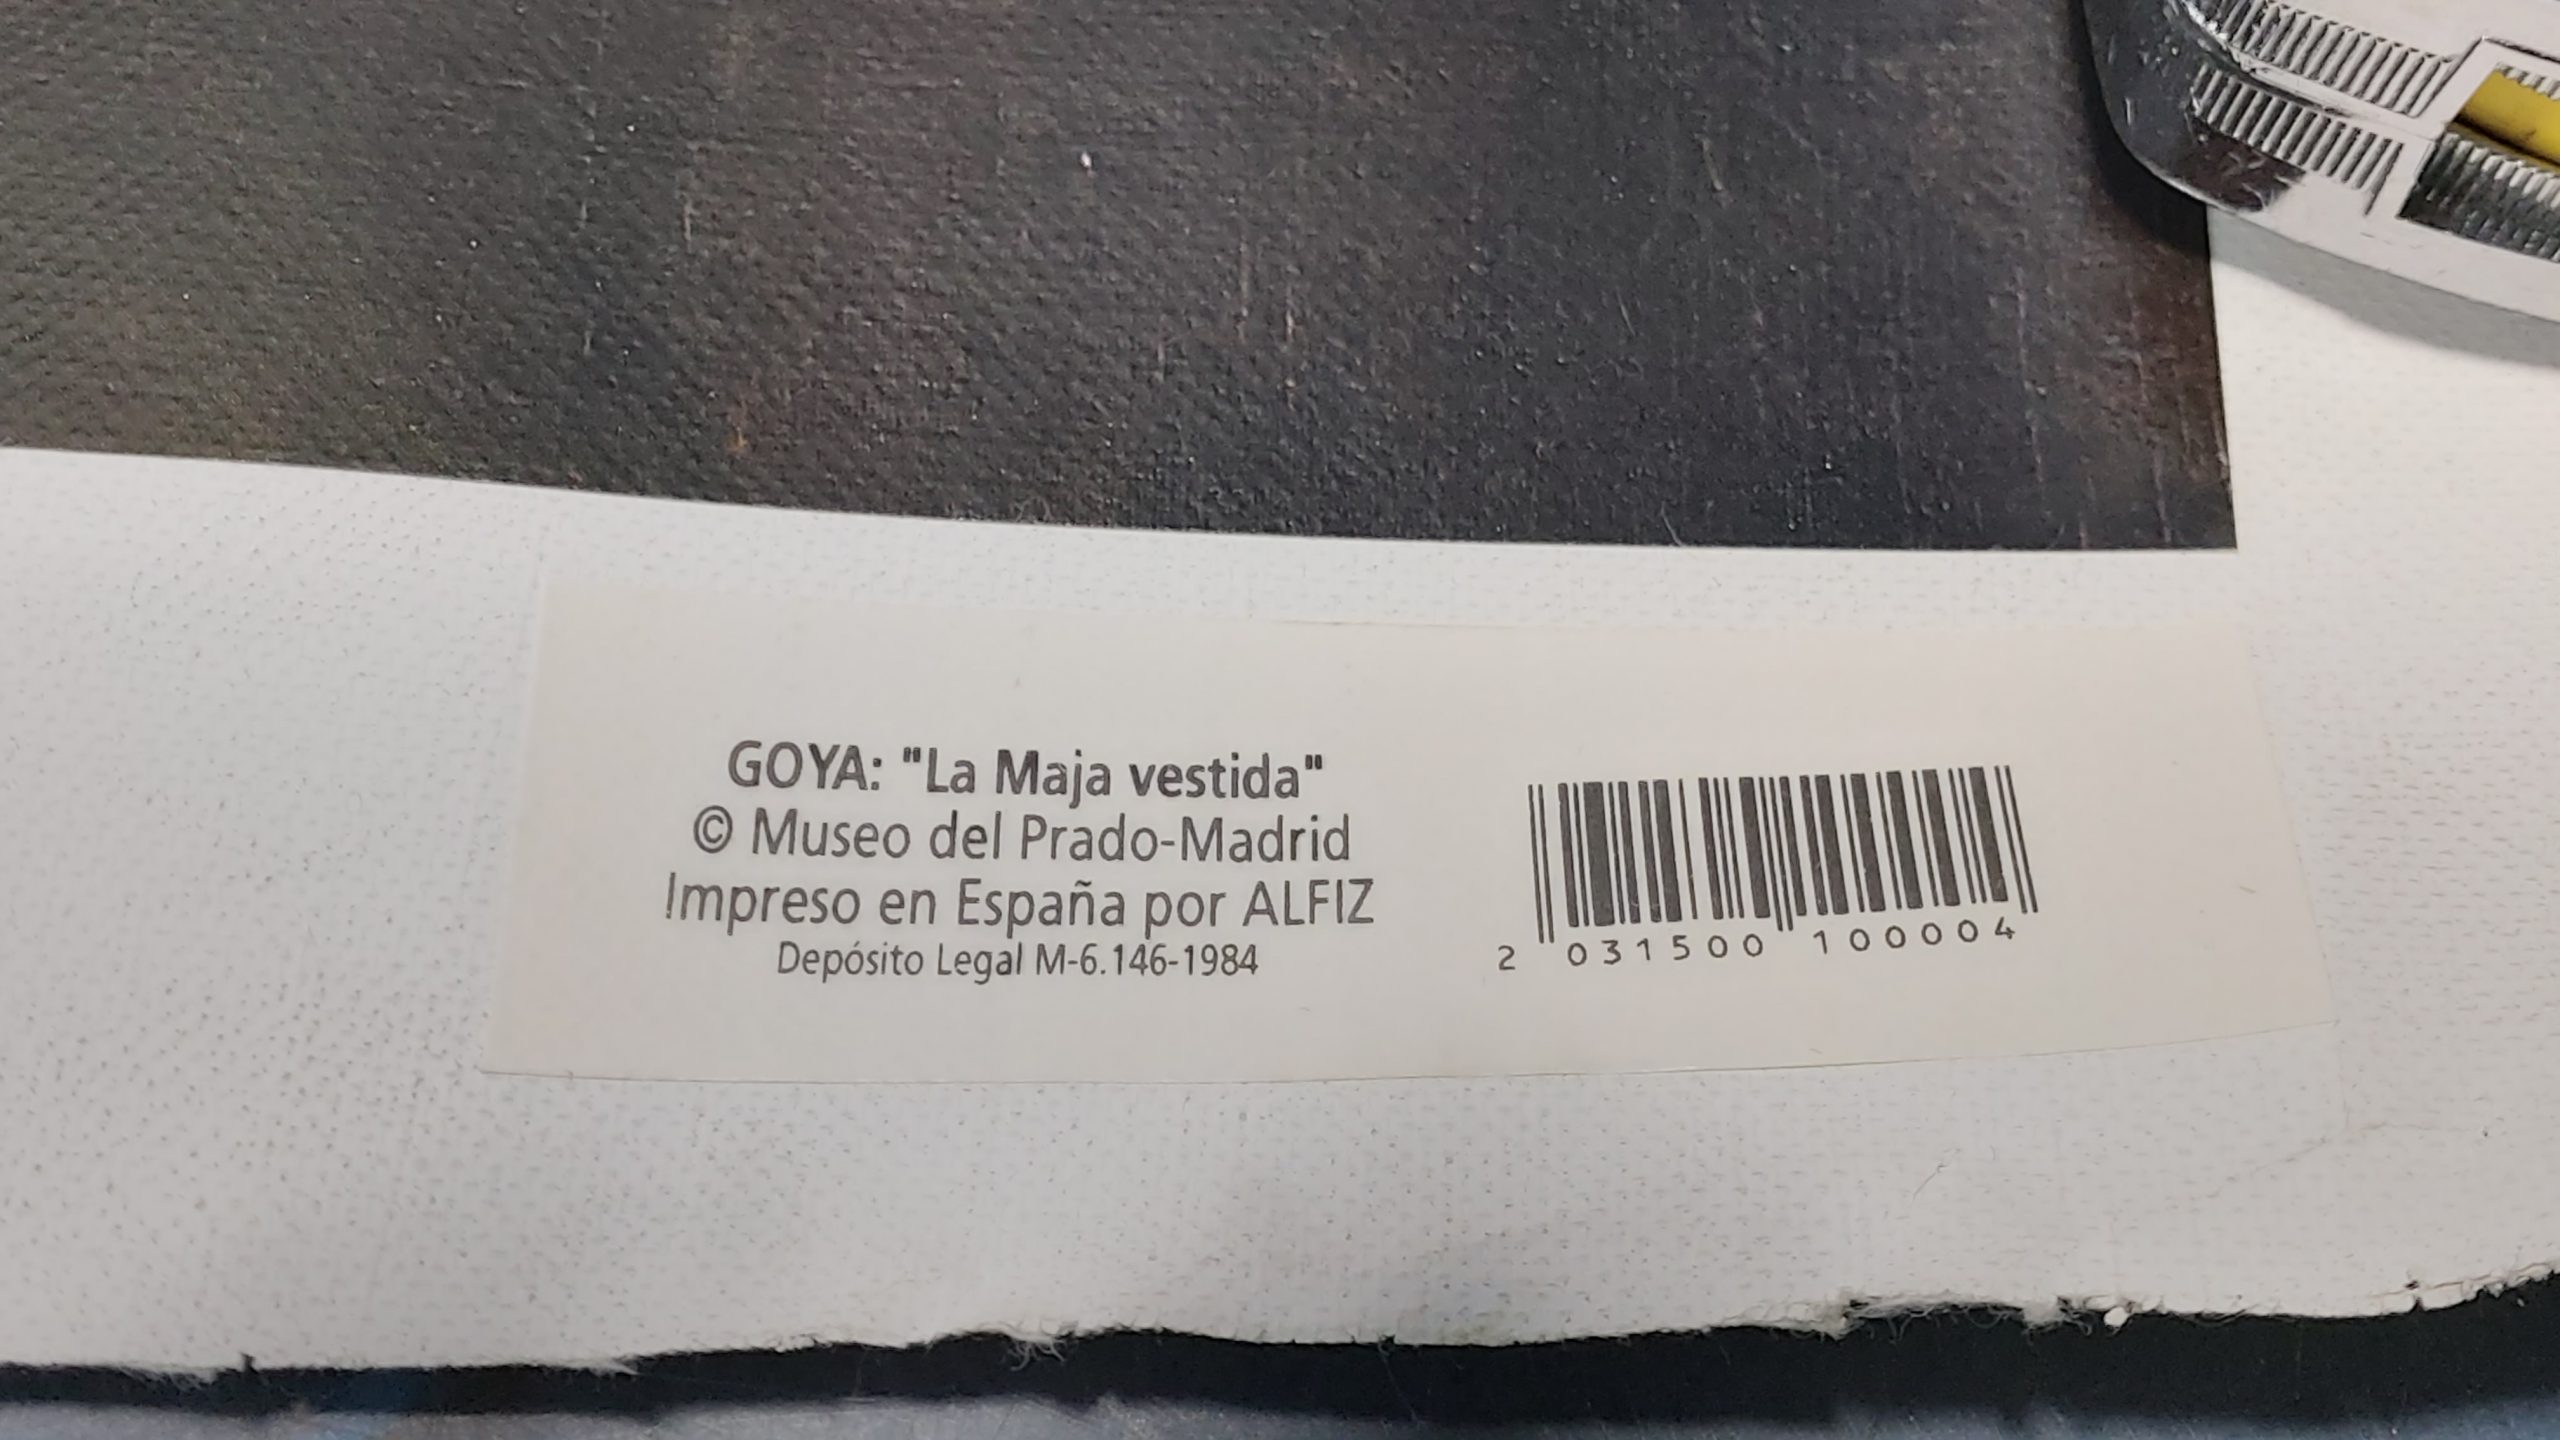 GOYA: "La Maja vestida"
© Museo del Prado-Madrid
Impreso en España por ALFIZ
Depósito Legal M-6.146-1984
2 031500 100004